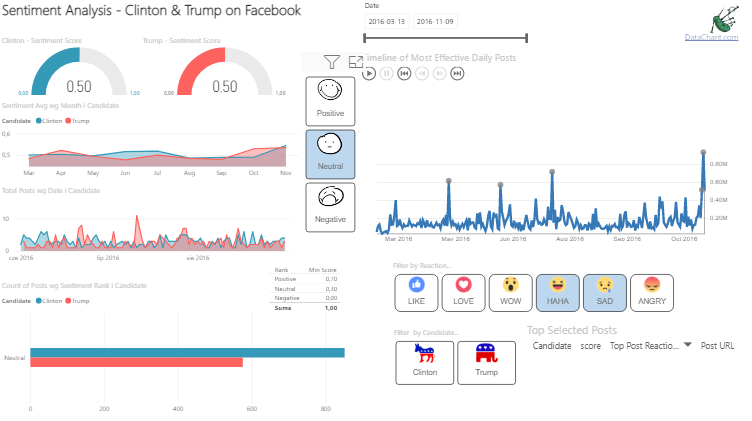 Sentiment Analysis - Clinton & Trump on Facebook
Date
2016-03-13 2016-11-09
DataChant.com
Clinton - Sentiment Score
Trump - Sentiment Score
0,50
0,00 1,00
0,50
0,00 1,00
Timeline of Most Effective Daily Posts
Positive
Neutral
Negative
Sentiment Avg wg Month i Candidate
Candidate Clinton Trump
0,6
0,5
Mar Apr May Jun Jul Aug Sep Oct Nov
Total Posts wg Date i Candidate
10
0
cze 2016 lip 2016 sie 2016
0.80M
0.60M
0.40M
0.20M
Mar 2016 May 2016 Jun 2016 Aug 2016 Sep 2016 Oct 2016
Count of Posts wg Sentiment Rank i Candidate
Candidate Clinton Trump
Rank Min Score
Positive 0,70
Neutral 0,30
Negative 0,00
Suma 1,00
Neutral
0 200 400 600 800
Filter by Reaction...
LIKE LOVE WOW HAHA SAD ANGRY
Filter by Candidate...
Clinton Trump
Top Selected Posts
Candidate score Top Post Reactio... Post URL